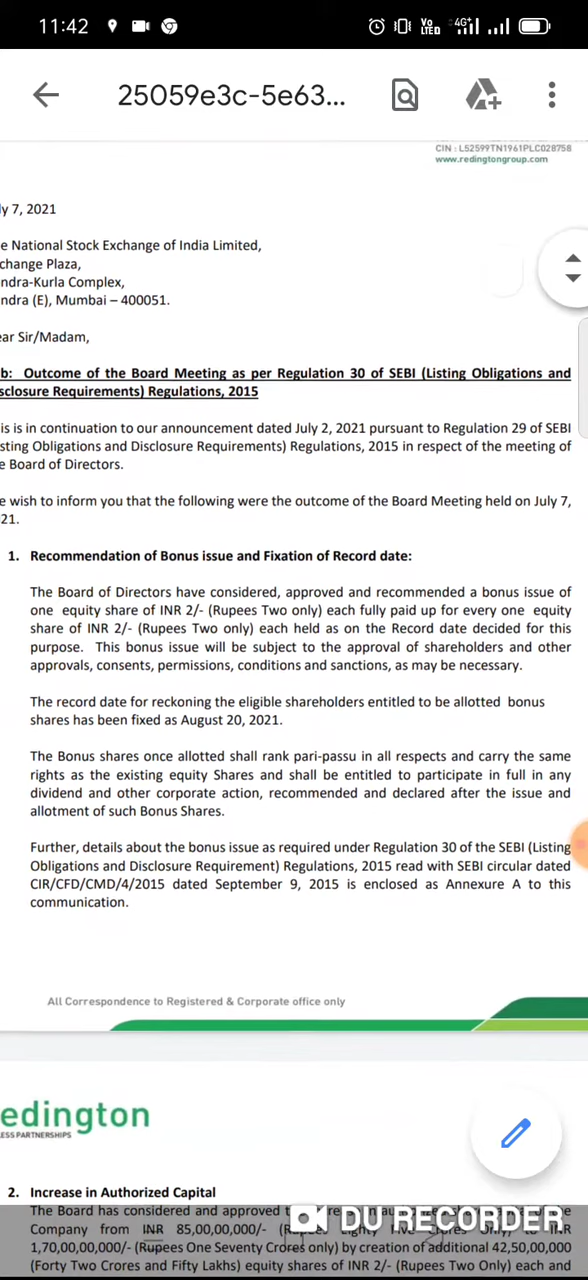 11:42
Vo
LTED
4G+
25059e3c-5e63...
CIN : L52599TN1961PLC028758
www.redingtongroup.com
y 7, 2021
e National Stock Exchange of India Limited,
change Plaza,
ndra-Kurla Complex,
ndra (E), Mumbai – 400051.
ear Sir/Madam,
b: Outcome of the Board Meeting as per Regulation 30 of SEBI (Listing Obligations and
sclosure Requirements) Regulations, 2015
is is in continuation to our announcement dated July 2, 2021 pursuant to Regulation 29 of SEBI
sting Obligations and Disclosure Requirements) Regulations, 2015 in respect of the meeting of
e Board of Directors.
e wish to inform you that the following were the outcome of the Board Meeting held on July 7,
21.
1. Recommendation of Bonus issue and Fixation of Record date:
The Board of Directors have considered, approved and recommended a bonus issue of
one equity share of INR 2/- (Rupees Two only) each fully paid up for every one equity
share of INR 2/- (Rupees Two only) each held as on the Record date decided for this
purpose. This bonus issue will be subject to the approval of shareholders and other
approvals, consents, permissions, conditions and sanctions, as may be necessary.
The record date for reckoning the eligible shareholders entitled to be allotted bonus
shares has been fixed as August 20, 2021.
The Bonus shares once allotted shall rank pari-passu in all respects and carry the same
rights as the existing equity Shares and shall be entitled to participate in full in any
dividend and other corporate action, recommended and declared after the issue and
allotment of such Bonus Shares.
Further, details about the bonus issue as required under Regulation 30 of the SEBI (Listing
Obligations and Disclosure Requirement) Regulations, 2015 read with SEBI circular dated
CIR/CFD/CMD/4/2015 dated September 9, 2015 is enclosed as Annexure A to this
communication.
All Correspondence to Registered & Corporate office only
edington
LESS PARTNERSHIPS
2. Increase in Authorized Capital
The Board has considered and approved
DU RECORDER
Company from INR 85,00,00,000/- INR
1,70,00,00,000/- (Rupees One Seventy Crores only) by creation of additional 42,50,00,000
(Forty Two Crores and Fifty Lakhs) equity shares of INR 2/- (Rupees Two Only) each and